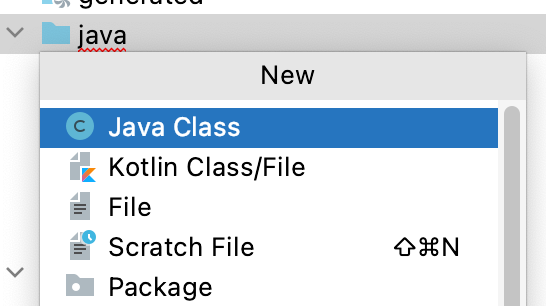 generated
java
New
Java Class
Kotlin Class/File
File
Scratch File ⇧⌘N
Package